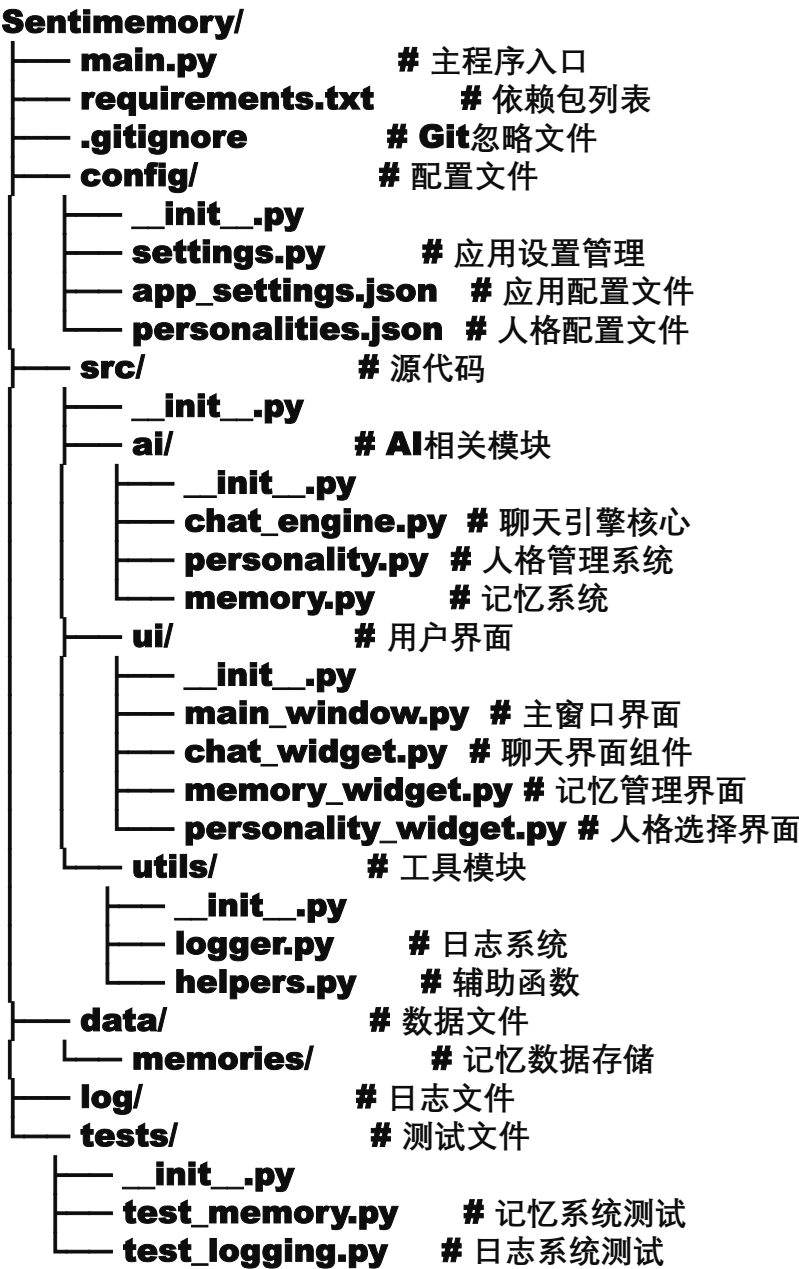 Sentimemory/
├── main.py # 主程序入口
├── requirements.txt # 依赖包列表
├── .gitignore # Git忽略文件
├── config/ # 配置文件
│ ├── __init__.py
│ ├── settings.py # 应用设置管理
│ ├── app_settings.json # 应用配置文件
│ └── personalities.json # 人格配置文件
├── src/ # 源代码
│ ├── __init__.py
│ ├── ai/ # AI相关模块
│ │ ├── __init__.py
│ │ ├── chat_engine.py # 聊天引擎核心
│ │ ├── personality.py # 人格管理系统
│ │ └── memory.py # 记忆系统
│ ├── ui/ # 用户界面
│ │ ├── __init__.py
│ │ ├── main_window.py # 主窗口界面
│ │ ├── chat_widget.py # 聊天界面组件
│ │ ├── memory_widget.py # 记忆管理界面
│ │ └── personality_widget.py # 人格选择界面
│ └── utils/ # 工具模块
│ ├── __init__.py
│ ├── logger.py # 日志系统
│ └── helpers.py # 辅助函数
├── data/ # 数据文件
│ └── memories/ # 记忆数据存储
├── log/ # 日志文件
└── tests/ # 测试文件
├── __init__.py
├── test_memory.py # 记忆系统测试
└── test_logging.py # 日志系统测试